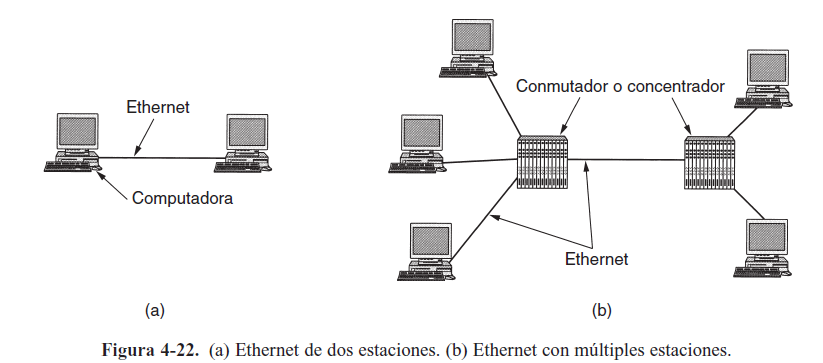 Ethernet
Computadora
(a)
Conmutador o concentrador
Ethernet
(b)
Figura 4-22. (a) Ethernet de dos estaciones. (b) Ethernet con múltiples estaciones.